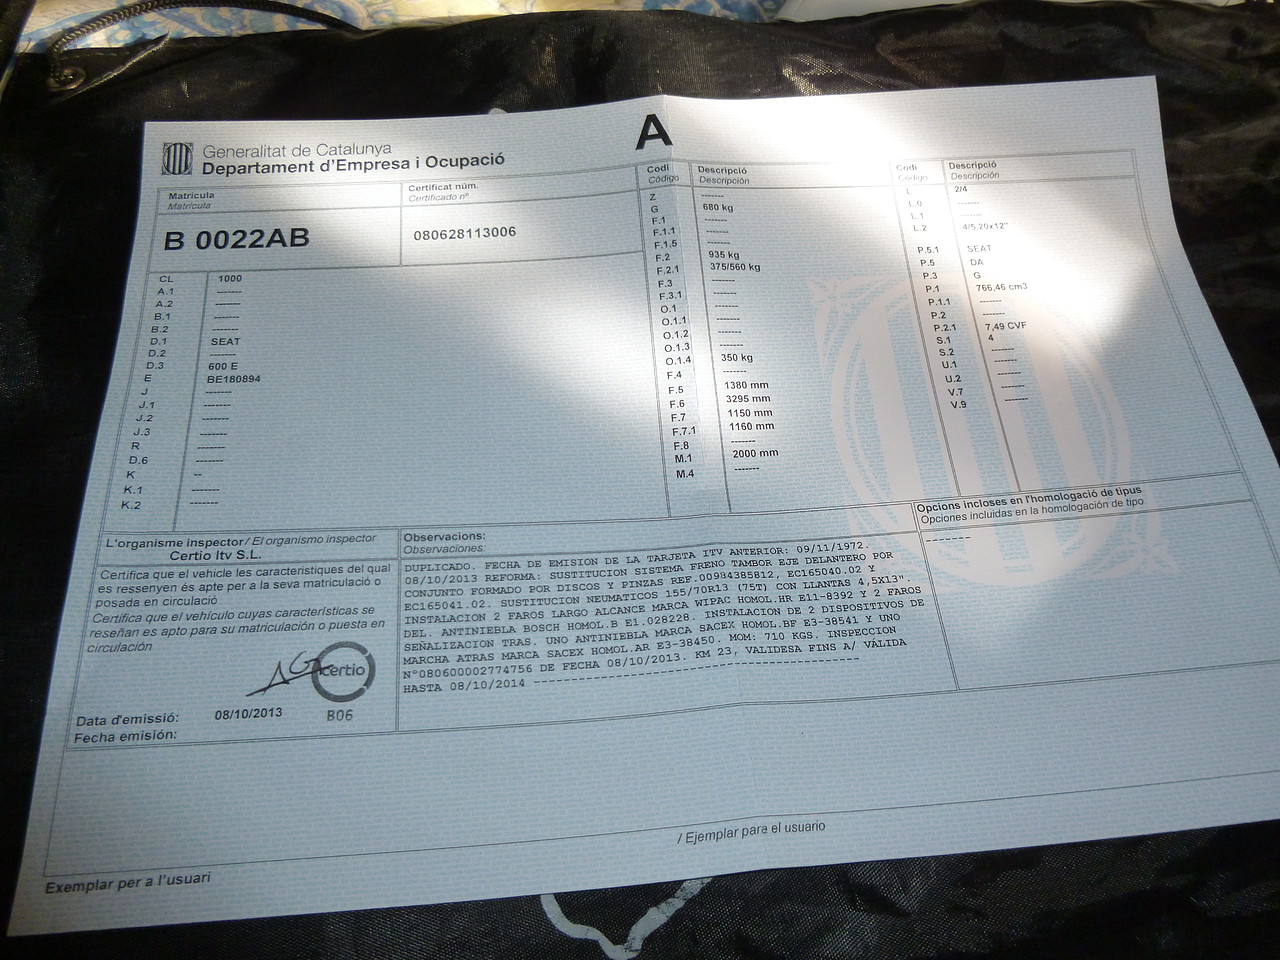 A
Generalitat de Catalunya
Departament d'Empresa i Ocupació
Matrícula
Matrícula
Certificat núm.
Certificado nº
B 0022AB
080628113006
CL 1000
A.1 -------
A.2 -------
B.1 -------
B.2 -------
D.1 SEAT
D.2 -------
D.3 600 E
E BE180894
J -------
J.1 -------
J.2 -------
J.3 -------
R -------
D.6 -------
K --
K.1 -------
K.2 -------
Codi Descripció
Código Descripción
Z -------
G 680 kg
F.1 -------
F.1.1 -------
F.1.5 -------
F.2 935 kg
F.2.1 375/560 kg
F.3 -------
F.3.1 -------
O.1 -------
O.1.1 -------
O.1.2 -------
O.1.3 -------
O.1.4 350 kg
F.4 -------
F.5 1380 mm
F.6 3295 mm
F.7 1150 mm
F.7.1 1160 mm
F.8 -------
M.1 2000 mm
M.4 -------
Codi Descripció
Código Descripción
L 2/4
L.0 -------
L.1 -------
L.2 4/5,20x12"
P.5.1 SEAT
P.5 DA
P.3 G
P.1 766,46 cm3
P.1.1 -------
P.2 -------
P.2.1 7,49 CVF
S.1 4
S.2 -------
U.1 -------
U.2 -------
V.7 -------
V.9 -------
L'organisme inspector / El organismo inspector
Certio Itv S.L.
Certifica que el vehicle les característiques del qual
es ressenyen és apte per a la seva matriculació o
posada en circulació
Certifica que el vehículo cuyas características se
reseñan es apto para su matriculación o puesta en
circulación
certio
B06
Data d'emissió: 08/10/2013
Fecha emisión:
Observacions:
Observaciones:
DUPLICADO. FECHA DE EMISION DE LA TARJETA ITV ANTERIOR: 09/11/1972.
08/10/2013 REFORMA: SUSTITUCION SISTEMA FRENO TAMBOR EJE DELANTERO POR
CONJUNTO FORMADO POR DISCOS Y PINZAS REF.00984385812, EC165040.02 Y
EC165041.02. SUSTITUCION NEUMATICOS 155/70R13 (75T) CON LLANTAS 4,5X13".
INSTALACION 2 FAROS LARGO ALCANCE MARCA WIPAC HOMOL.HR E11-8392 Y 2 FAROS
DEL. ANTINIEBLA BOSCH HOMOL.B E1.028228. INSTALACION DE 2 DISPOSITIVOS DE
SEÑALIZACION TRAS. UNO ANTINIEBLA MARCA SACEX HOMOL.BF E3-38541 Y UNO
MARCHA ATRAS MARCA SACEX HOMOL.AR E3-38450. MOM: 710 KGS. INSPECCION
Nº080600002774756 DE FECHA 08/10/2013. KM 23, VALIDESA FINS A/ VÁLIDA
HASTA 08/10/2014 -------
Opcions incloses en l'homologació de tipus
Opciones incluidas en la homologación de tipo
-------
/ Ejemplar para el usuario
Exemplar per a l'usuari